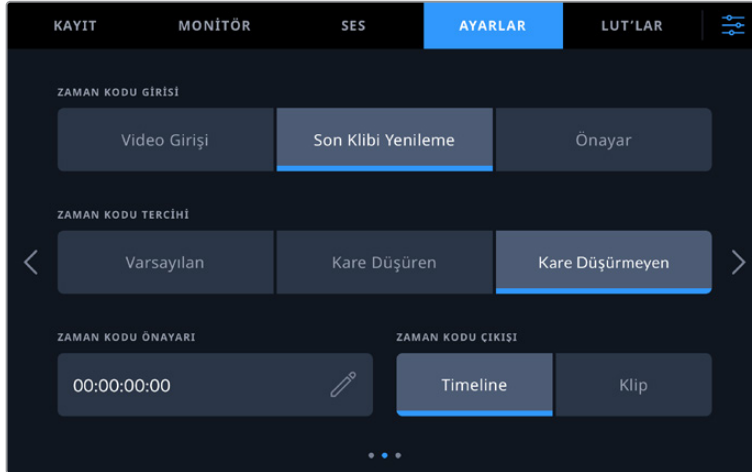 KAYIT MONİTÖR SES AYARLAR LUT'LAR
ZAMAN KODU GİRİSİ
Video Girişi Son Klibi Yenileme Önayar
ZAMAN KODU TERCİHİ
Varsayılan Kare Düşüren Kare Düşürmeyen
ZAMAN KODU ÖNAYARI ZAMAN KODU ÇIKIŞI
00:00:00:00 Timeline Klip